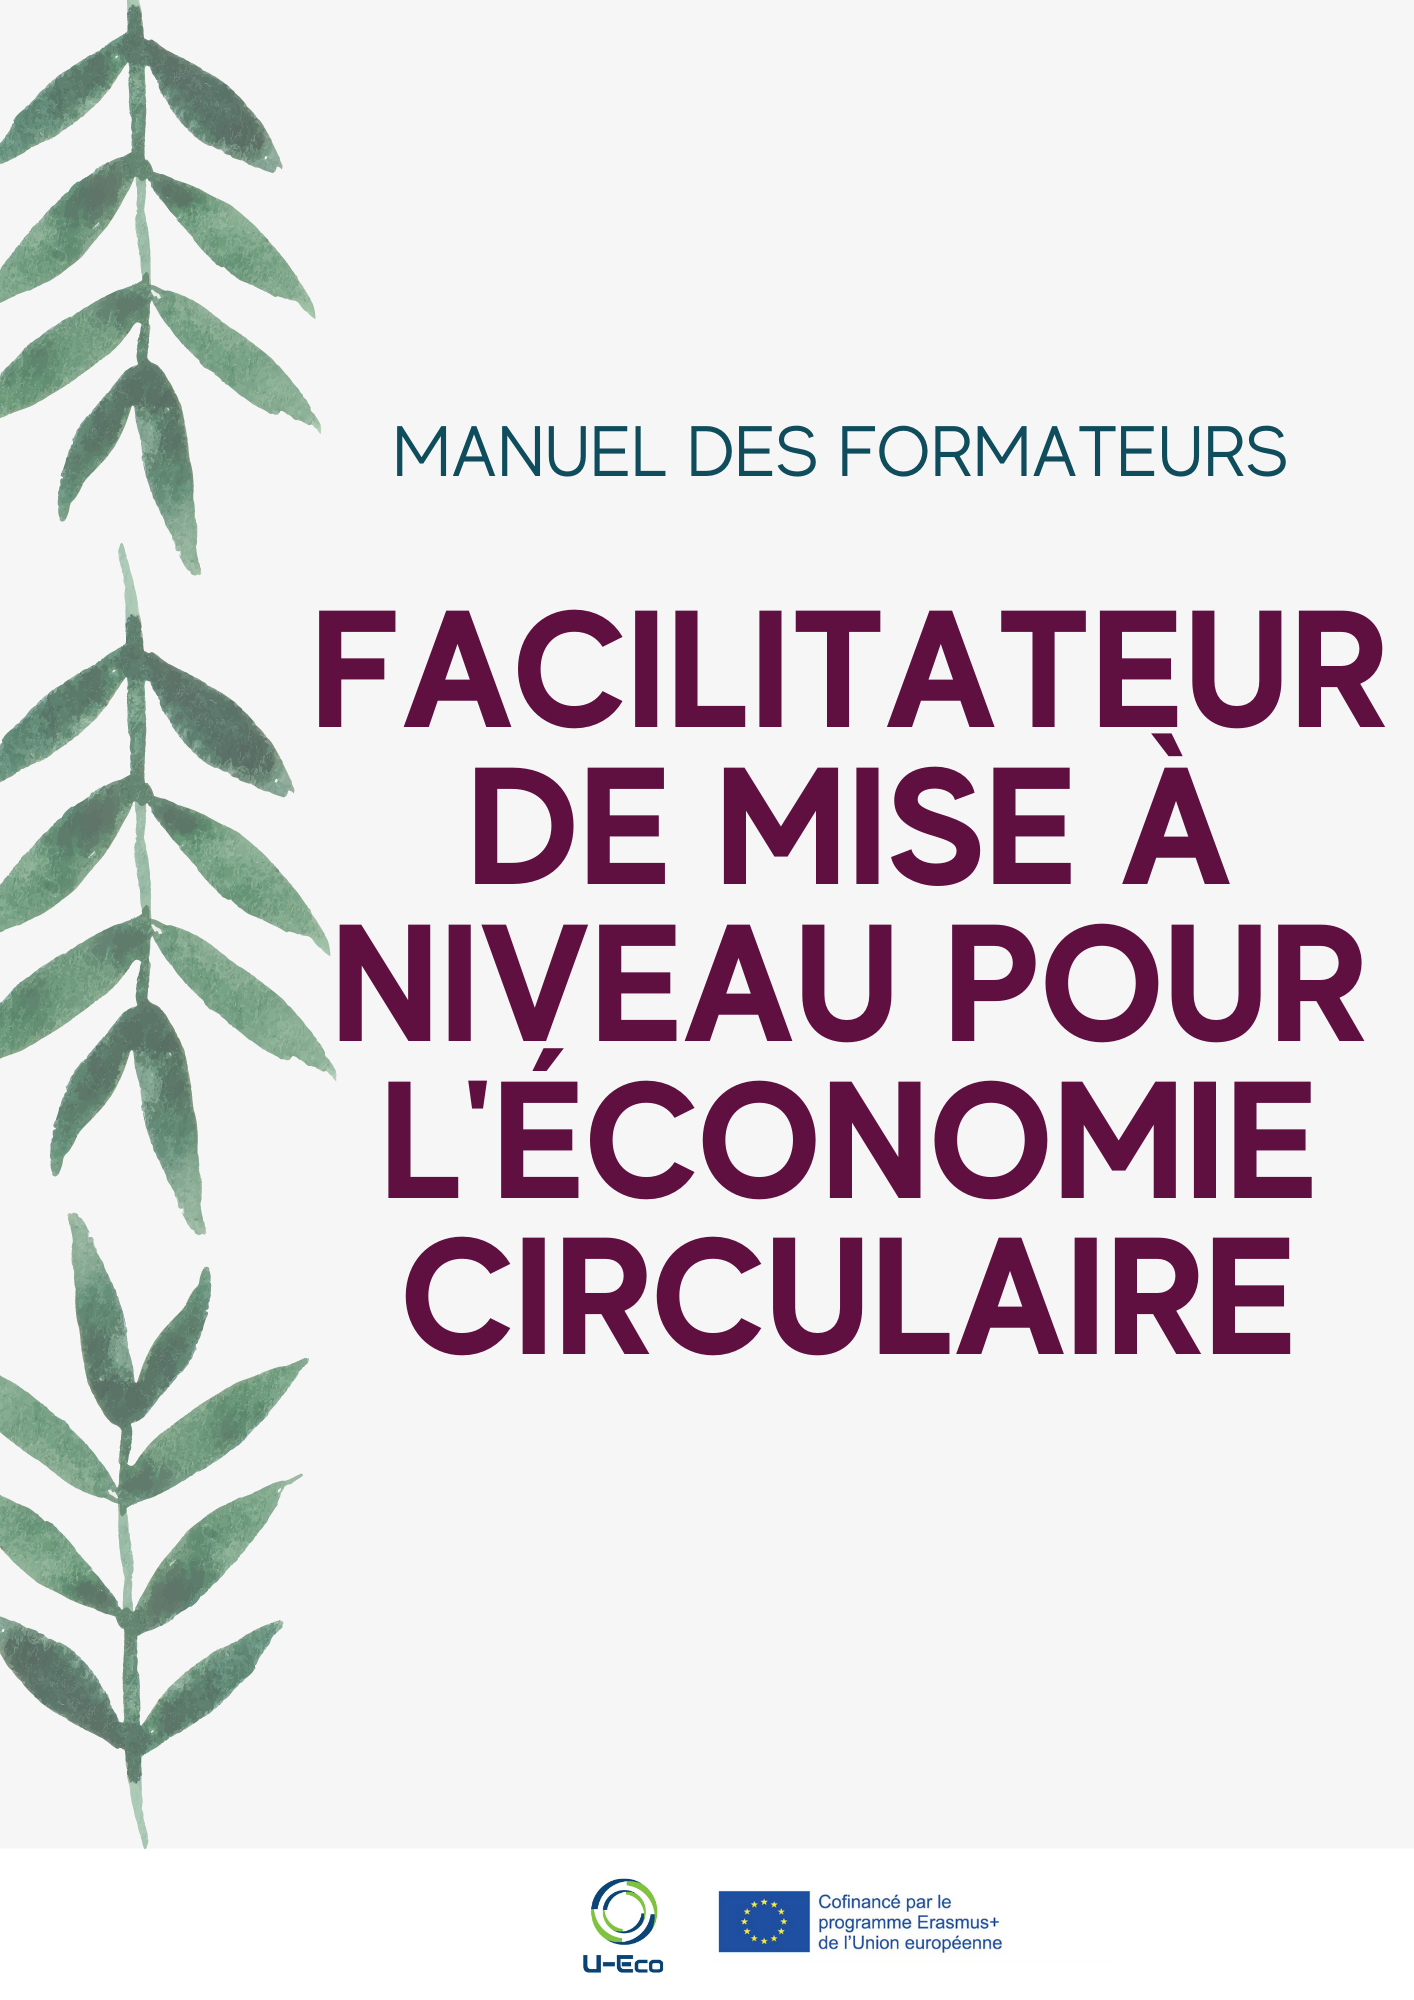 MANUEL DES FORMATEURS
FACILITATEUR
DE MISE À
NIVEAU POUR
L'ÉCONOMIE
CIRCULAIRE
U-Eco
Cofinancé par le
programme Erasmus+
de l'Union européenne